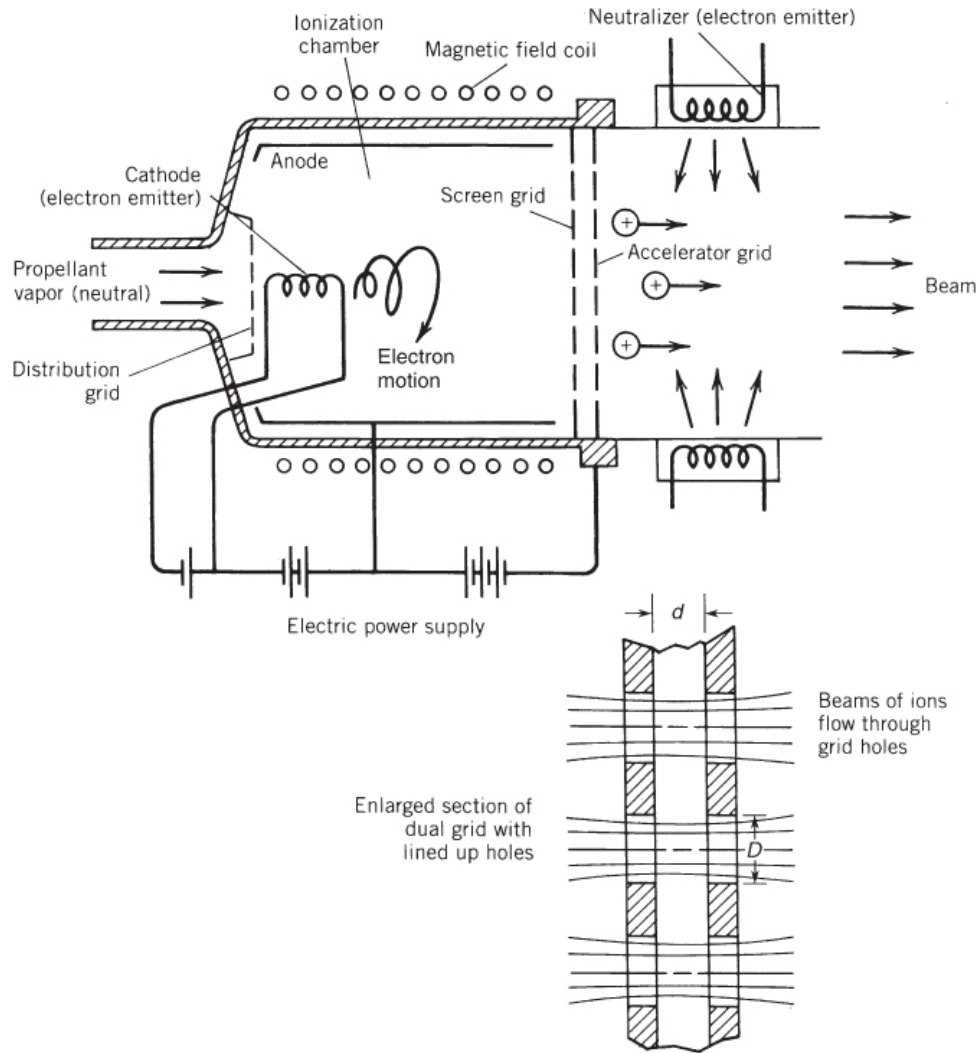 Ionization
chamber
Magnetic field coil
Neutralizer (electron emitter)
Anode
Cathode
(electron emitter)
Screen grid
+
Accelerator grid
Propellant
vapor (neutral)
+
Beam
Distribution
grid
Electron
motion
+
Electric power supply
d
Beams of ions
flow through
grid holes
Enlarged section of
dual grid with
lined up holes
D